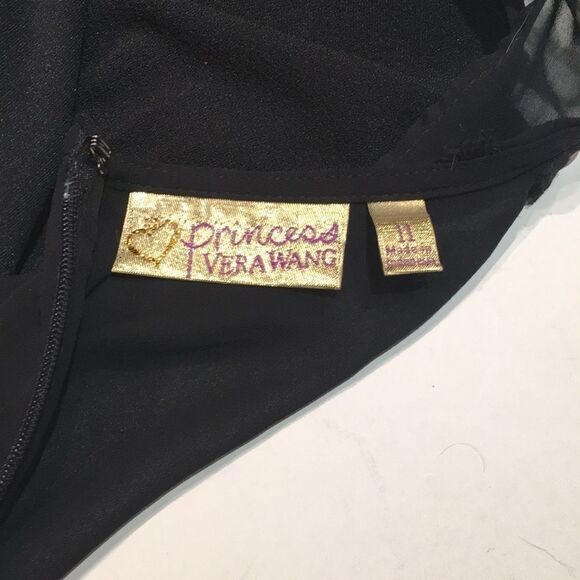 Princess
VERA WANG
11
Made in